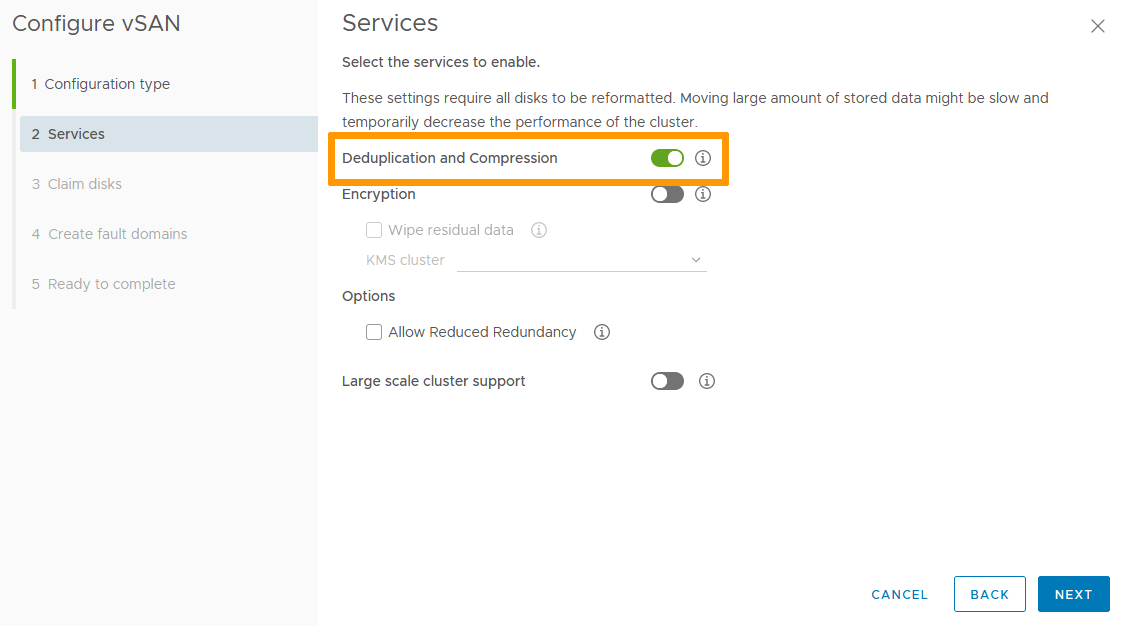 Configure vSAN
1 Configuration type
2 Services
3 Claim disks
4 Create fault domains
5 Ready to complete
Services
Select the services to enable.
These settings require all disks to be reformatted. Moving large amount of stored data might be slow and
temporarily decrease the performance of the cluster.
Deduplication and Compression
Encryption
Wipe residual data
KMS cluster
Options
Allow Reduced Redundancy
Large scale cluster support
CANCEL
BACK
NEXT